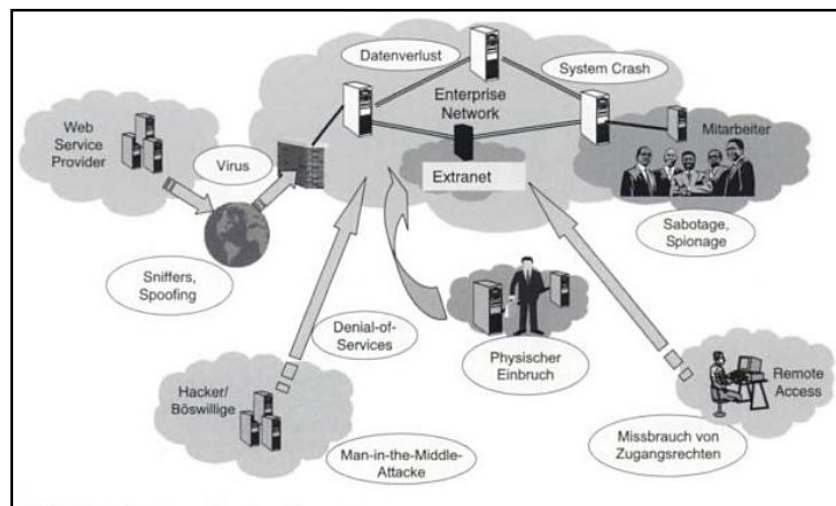 Datenverlust
System Crash
Enterprise
Network
Web
Service
Provider
Virus
Mitarbeiter
Extranet
Sabotage,
Spionage
Sniffers,
Spoofing
Denial-of-
Services
Physischer
Einbruch
Hacker/
Böswillige
Remote
Access
Man-in-the-Middle-
Attacke
Missbrauch von
Zugangsrechten